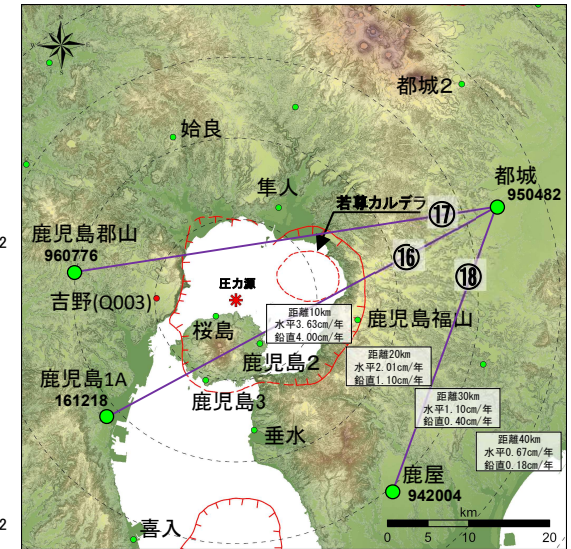 都城2
姶良
都城
950482
隼人
若尊カルデラ
⑰
2
鹿児島郡山
960776
⑯
⑱
圧力源
吉野(Q003)
距離10km
水平3.63cm/年
鉛直4.00cm/年
桜島
鹿児島福山
鹿児島2
距離20km
水平2.01cm/年
鉛直1.10cm/年
鹿児島1A
161218
鹿児島3
距離30km
水平1.10cm/年
鉛直0.40cm/年
垂水
距離40km
水平0.67cm/年
鉛直0.18cm/年
鹿屋
942004
km
0 5 10 20
2
喜入